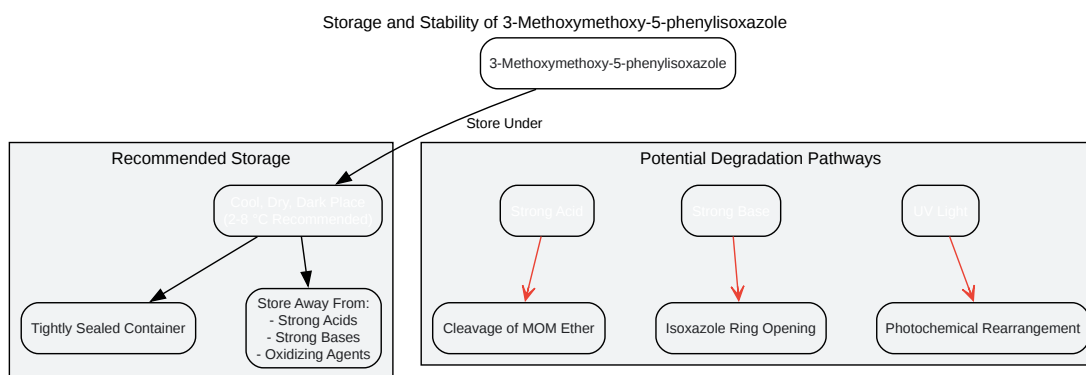 Storage and Stability of 3-Methoxymethoxy-5-phenylisoxazole
3-Methoxymethoxy-5-phenylisoxazole
Store Under
Recommended Storage
Cool, Dry, Dark Place
(2-8 °C Recommended)
Tightly Sealed Container
Store Away From:
- Strong Acids
- Strong Bases
- Oxidizing Agents
Potential Degradation Pathways
Strong Acid
Strong Base
UV Light
Cleavage of MOM Ether
Isoxazole Ring Opening
Photochemical Rearrangement